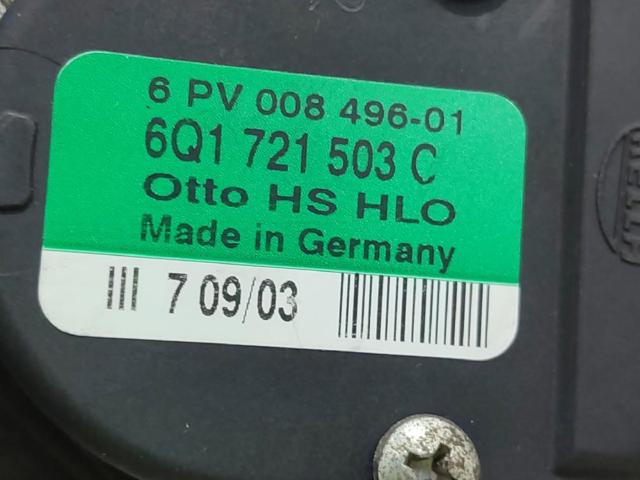 6 PV 008 496-01
6Q1 721 503 C
Otto HS HLO
Made in Germany
III 7 09/03